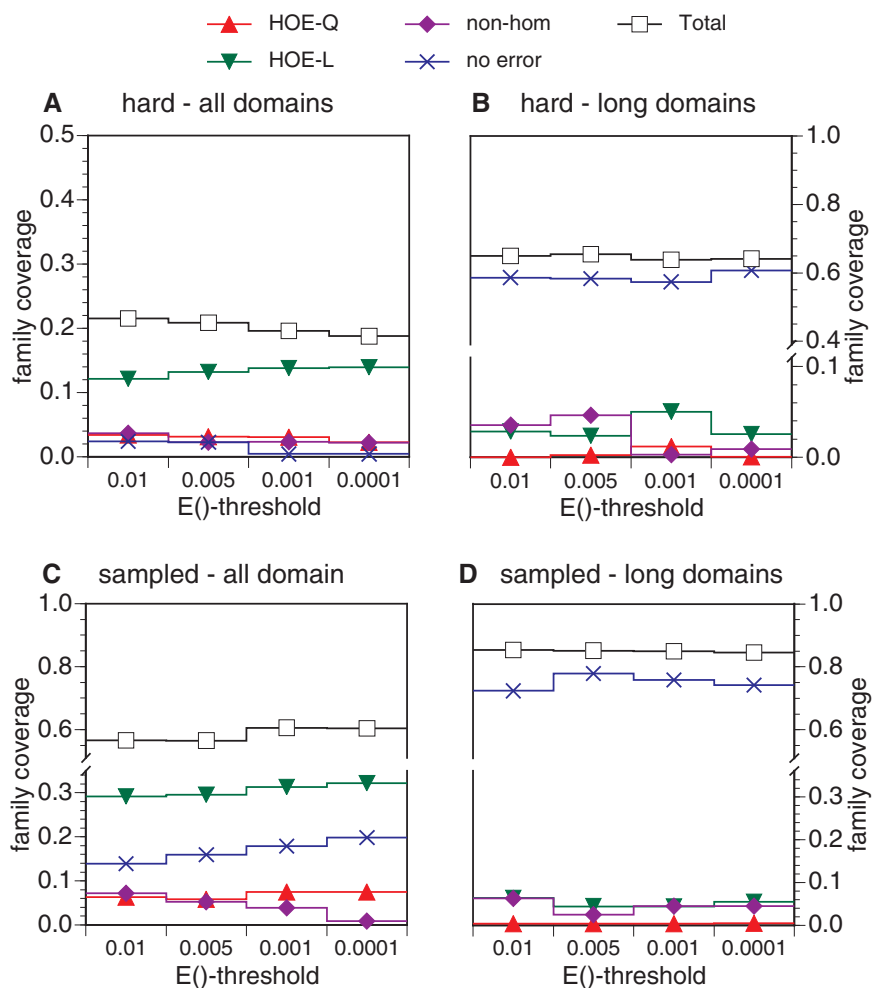 HOE-Q non-hom Total
HOE-L no error
A hard - all domains
0.5
0.4
0.3
0.2
0.1
0.0
family coverage
0.01 0.005 0.001 0.0001
E()-threshold
B hard - long domains
1.0
0.8
0.6
0.4
0.1
0.0
family coverage
0.01 0.005 0.001 0.0001
E()-threshold
C sampled - all domain
1.0
0.8
0.6
0.3
0.2
0.1
0.0
family coverage
0.01 0.005 0.001 0.0001
E()-threshold
D sampled - long domains
1.0
0.8
0.6
0.3
0.2
0.1
0.0
family coverage
0.01 0.005 0.001 0.0001
E()-threshold